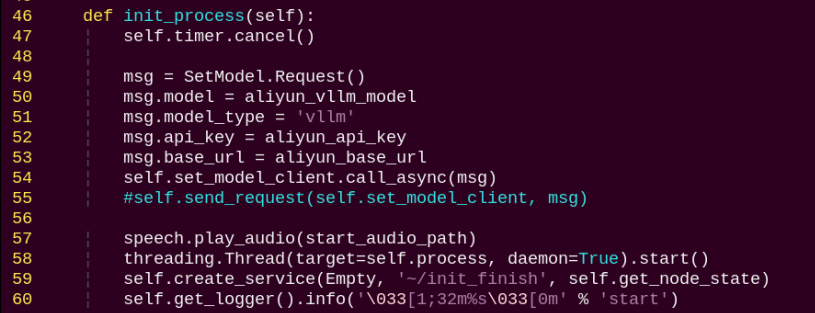 46 def init_process(self):
47 self.timer.cancel()
48
49 msg = SetModel.Request()
50 msg.model = aliyun_vllm_model
51 msg.model_type = 'vllm'
52 msg.api_key = aliyun_api_key
53 msg.base_url = aliyun_base_url
54 self.set_model_client.call_async(msg)
55 #self.send_request(self.set_model_client, msg)
56
57 speech.play_audio(start_audio_path)
58 threading.Thread(target=self.process, daemon=True).start()
59 self.create_service(Empty, '~/init_finish', self.get_node_state)
60 self.get_logger().info('\033[1;32m%s\033[0m' % 'start')